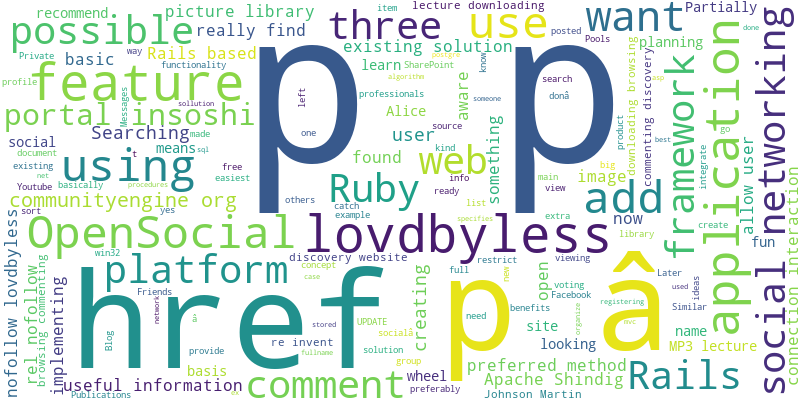 recommend
picture library
lecture downloading
item
Partially
possible
really find
three
use
want
posted
Pools
done
Private
way
Rails based
existing solution
planning
basic
functionality
learn
SharePoint
profile
feature
p p
professionals
algorithm
know
aware
search
portal insoshi
Messages
left
Alice
donâ
framework
downloading browsing
commenting discovery
application
social networking
Searching
made
source
social
means
sql
one
user
kind
something
product
go
document
found
web
image
big
best
asp
existing
t
free
info
main
integrate
net
using
Ruby
add
allow user
Youtube
basically
easiest
ready
view
communityengine org
procedures
list
extra
create
sort
yes
others
catch
now
library
OpenSocial
lovdbyless
fun
example
specifies
win32
discovery website
restrict
viewing
Later
case
concept
full
new
voting
used
ideas
platform
creating
open
Facebook
registering
nofollow lovdbyless
rel nofollow
browsing commenting
implementing
Friends
network
stored
UPDATE
need
benefits
Similar
connection interaction
href
p
â
name
Blog
â
socialâ
site
looking
mvc
provide
re invent
solution
organize
MP3 lecture
basis
group
preferred method
someone
useful information
comment
wheel
Apache Shindig
Rails
Publications
fullname
preferably
Johnson Martin